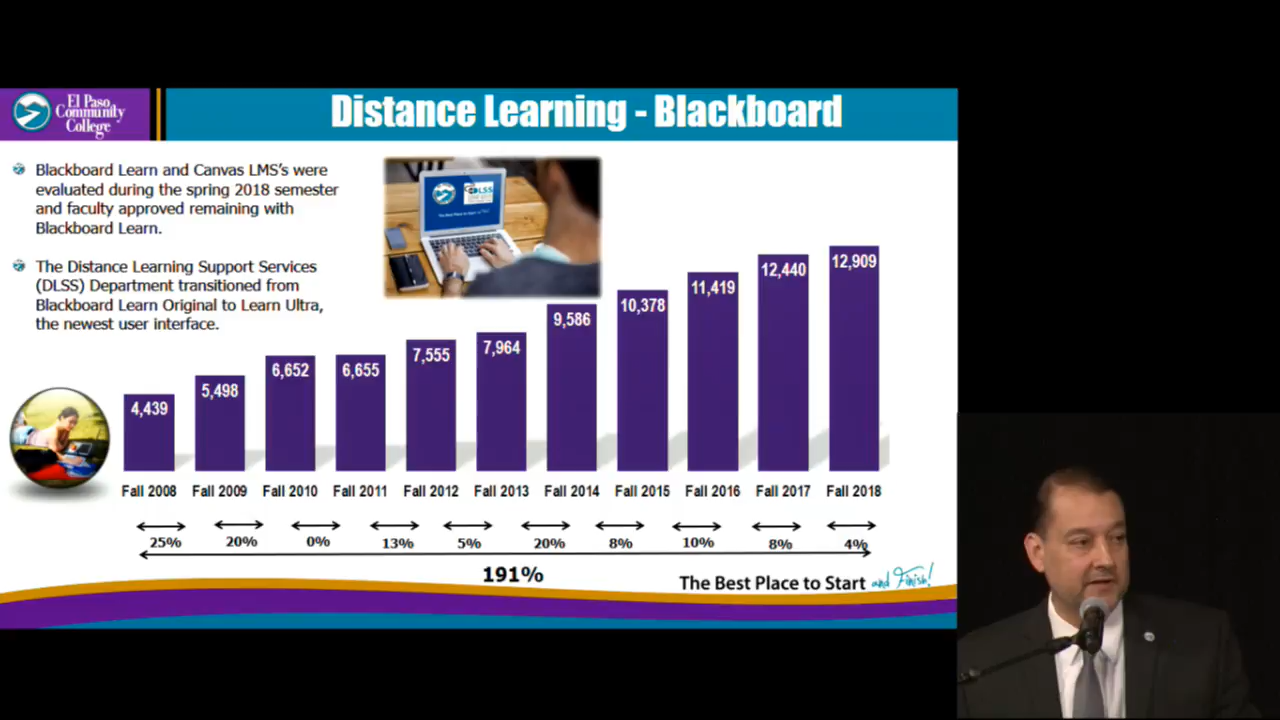 El Paso
Community
College
Distance Learning - Blackboard
Blackboard Learn and Canvas LMS's were
evaluated during the spring 2018 semester
and faculty approved remaining with
Blackboard Learn.
The Distance Learning Support Services
(DLSS) Department transitioned from
Blackboard Learn Original to Learn Ultra,
the newest user interface.
DLSS
4,439
5,498
6,652
6,655
7,555
7,964
9,586
10,378
11,419
12,440
12,909
Fall 2008 Fall 2009 Fall 2010 Fall 2011 Fall 2012 Fall 2013 Fall 2014 Fall 2015 Fall 2016 Fall 2017 Fall 2018
25% 20% 0% 13% 5% 20% 8% 10% 8% 4%
191%
The Best Place to Start and Finish!